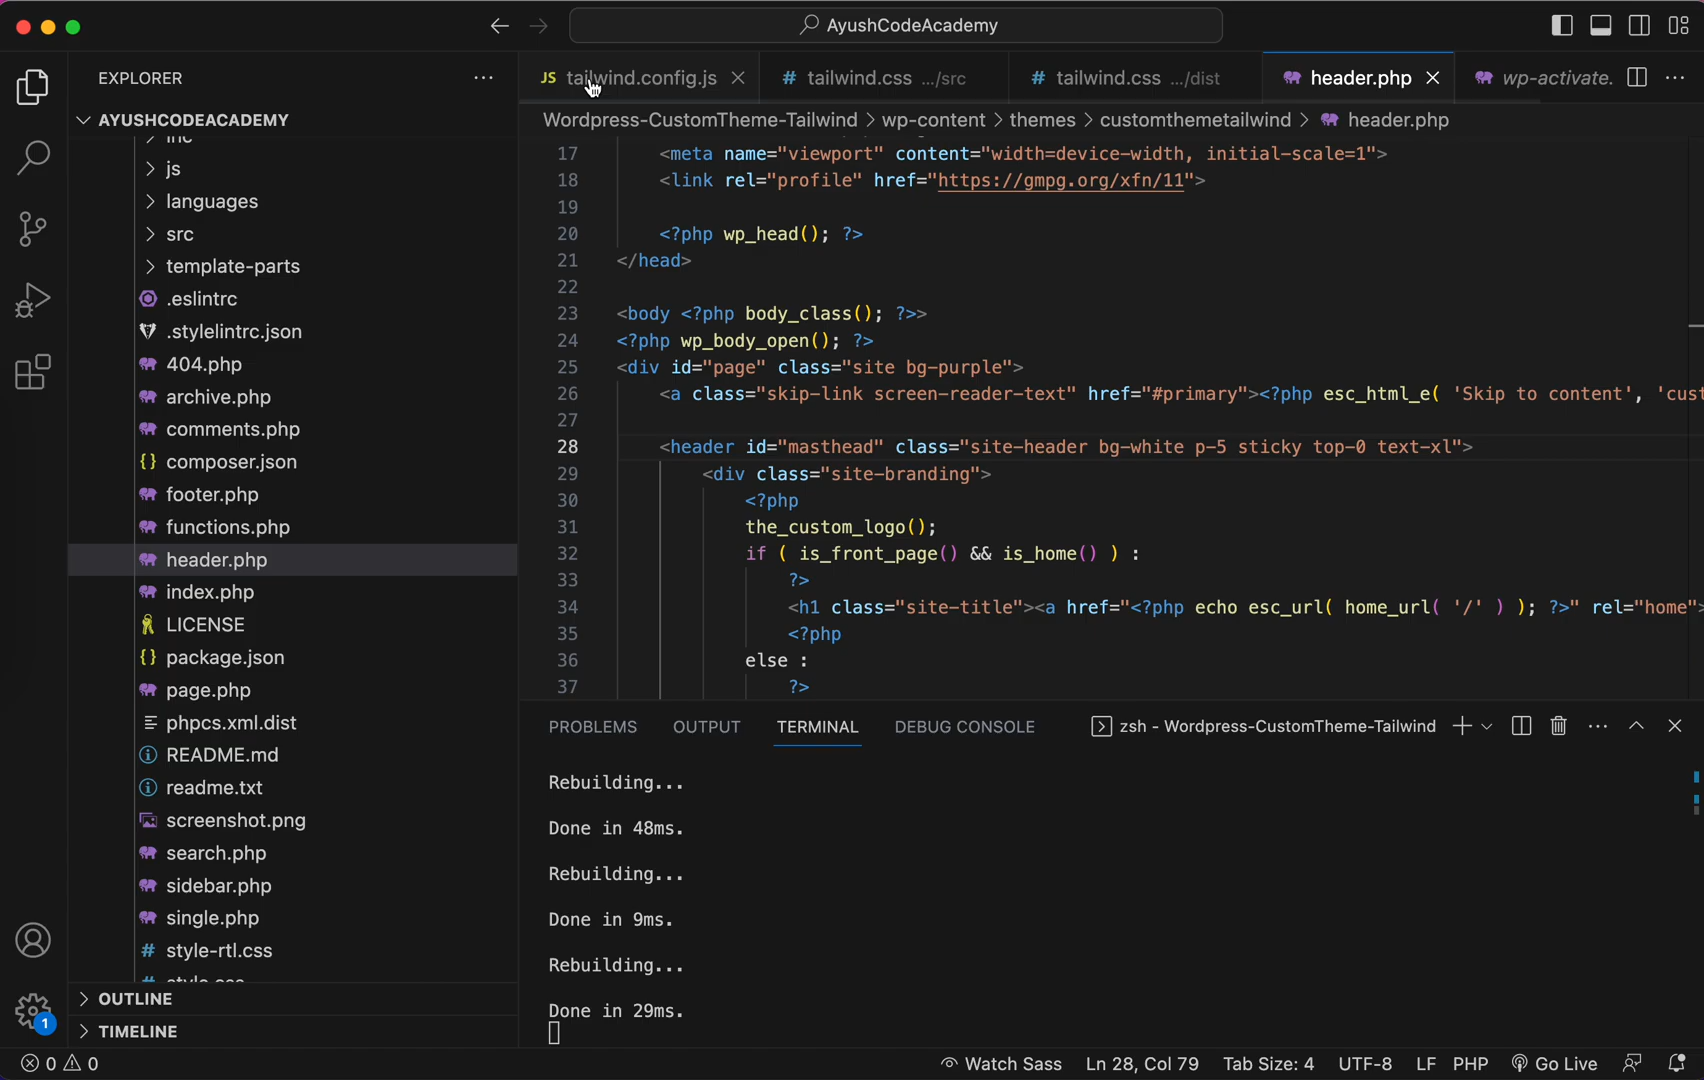 AyushCodeAcademy
EXPLORER
AYUSHCODEACADEMY
inc
js
languages
src
template-parts
.eslintrc
.stylelintrc.json
404.php
archive.php
comments.php
{} composer.json
footer.php
functions.php
header.php
index.php
LICENSE
{} package.json
page.php
phpcs.xml.dist
README.md
readme.txt
screenshot.png
search.php
sidebar.php
single.php
# style-rtl.css
# style.css
OUTLINE
TIMELINE
1
JS tailwind.config.js
# tailwind.css .../src
# tailwind.css .../dist
header.php
wp-activate.
Wordpress-CustomTheme-Tailwind > wp-content > themes > customthemetailwind > header.php
17 <meta name="viewport" content="width=device-width, initial-scale=1">
18 <link rel="profile" href="https://gmpg.org/xfn/11">
19
20 <?php wp_head(); ?>
21 </head>
22
23 <body <?php body_class(); ?>>
24 <?php wp_body_open(); ?>
25 <div id="page" class="site bg-purple">
26 <a class="skip-link screen-reader-text" href="#primary"><?php esc_html_e( 'Skip to content', 'cust
27
28 <header id="masthead" class="site-header bg-white p-5 sticky top-0 text-xl">
29 <div class="site-branding">
30 <?php
31 the_custom_logo();
32 if ( is_front_page() && is_home() ) :
33 ?>
34 <h1 class="site-title"><a href="<?php echo esc_url( home_url( '/' ) ); ?>" rel="home">
35 <?php
36 else :
37 ?>
PROBLEMS OUTPUT TERMINAL DEBUG CONSOLE zsh - Wordpress-CustomTheme-Tailwind
Rebuilding...
Done in 48ms.
Rebuilding...
Done in 9ms.
Rebuilding...
Done in 29ms.
0 0 Watch Sass Ln 28, Col 79 Tab Size: 4 UTF-8 LF PHP Go Live